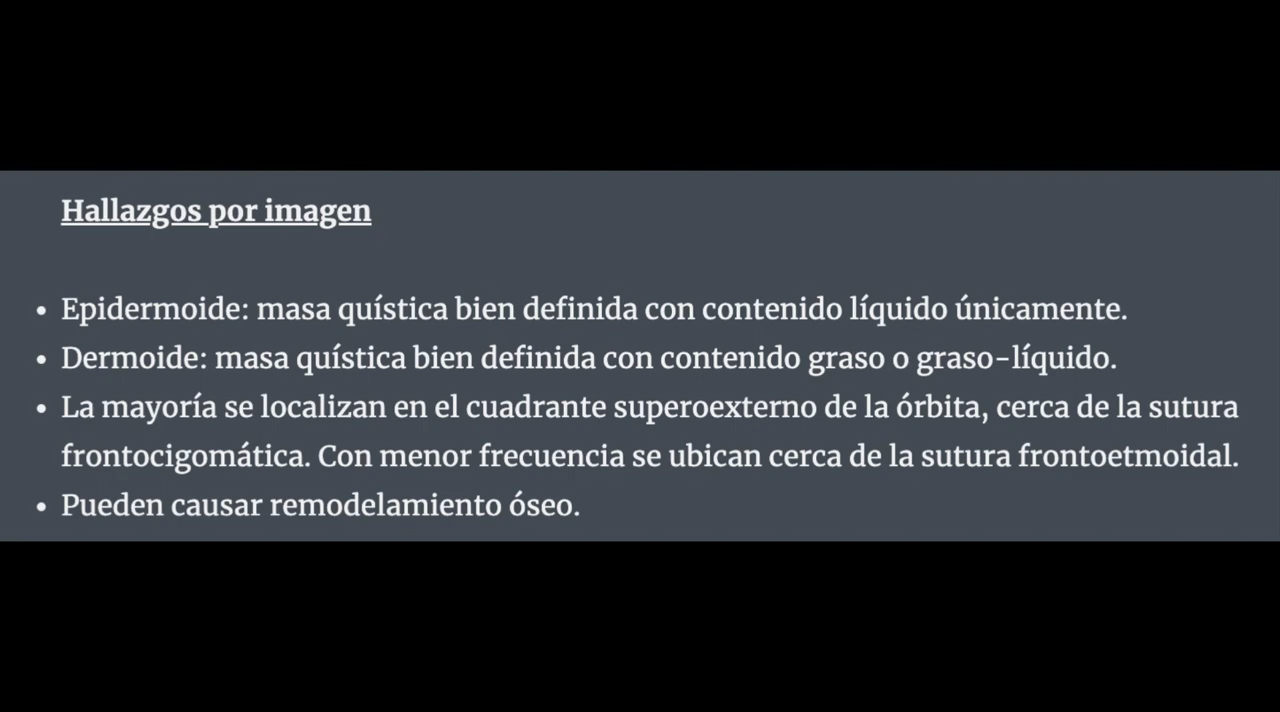 Hallazgos por imagen
• Epidermoide: masa quística bien definida con contenido líquido únicamente.
• Dermoide: masa quística bien definida con contenido graso o graso-líquido.
• La mayoría se localizan en el cuadrante superoexterno de la órbita, cerca de la sutura
frontocigomática. Con menor frecuencia se ubican cerca de la sutura frontoetmoidal.
• Pueden causar remodelamiento óseo.